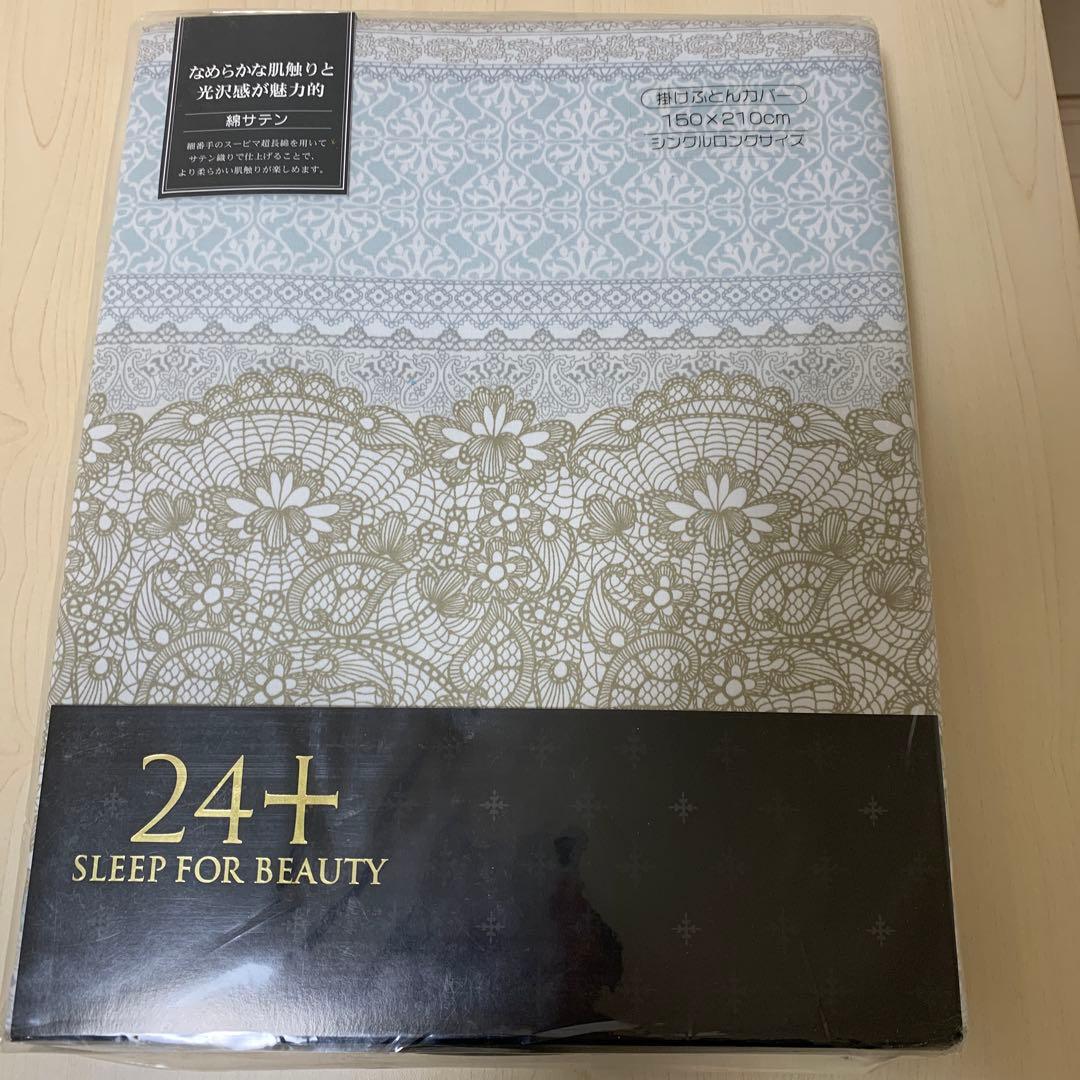 なめらかな肌触りと
光沢感が魅力的
綿サテン
細番手のスーピマ超長綿を用いて
サテン織りで仕上げることで、
より柔らかい肌触りが楽しめます。
掛けふとんカバー
150×210cm
シングルロングサイズ
24+
SLEEP FOR BEAUTY